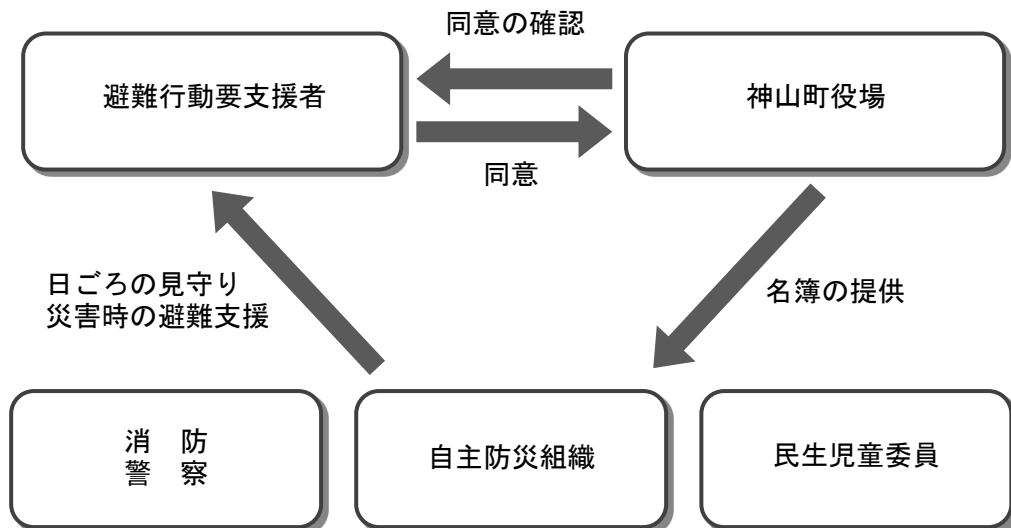 同意の確認
避難行動要支援者
神山町役場
同意
日ごろの見守り
災害時の避難支援
名簿の提供
消　防
警　察
自主防災組織
民生児童委員